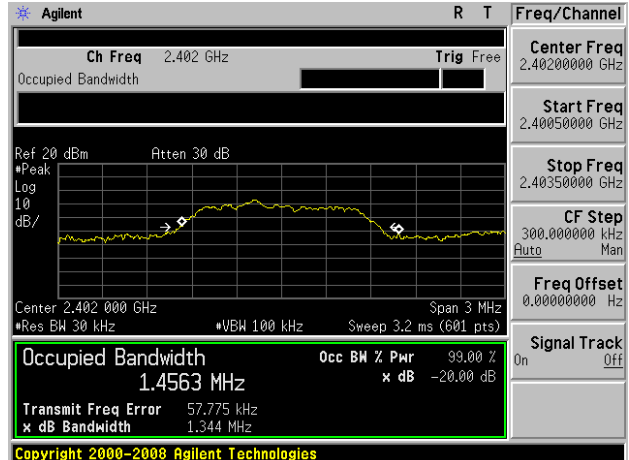 Agilent R T Freq/Channel
Ch Freq 2.402 GHz Trig Free
Occupied Bandwidth
Center Freq
2.40200000 GHz
Start Freq
2.40050000 GHz
Stop Freq
2.40350000 GHz
CF Step
300.000000 kHz
Auto Man
Freq Offset
0.00000000 Hz
Signal Track
On Off
Ref 20 dBm Atten 30 dB
#Peak
Log
10
dB/
Center 2.402 000 GHz Span 3 MHz
#Res BW 30 kHz #VBW 100 kHz Sweep 3.2 ms (601 pts)
Occupied Bandwidth Occ BW % Pwr 99.00 %
1.4563 MHz x dB -20.00 dB
Transmit Freq Error 57.775 kHz
x dB Bandwidth 1.344 MHz
Copyright 2000-2008 Agilent Technologies